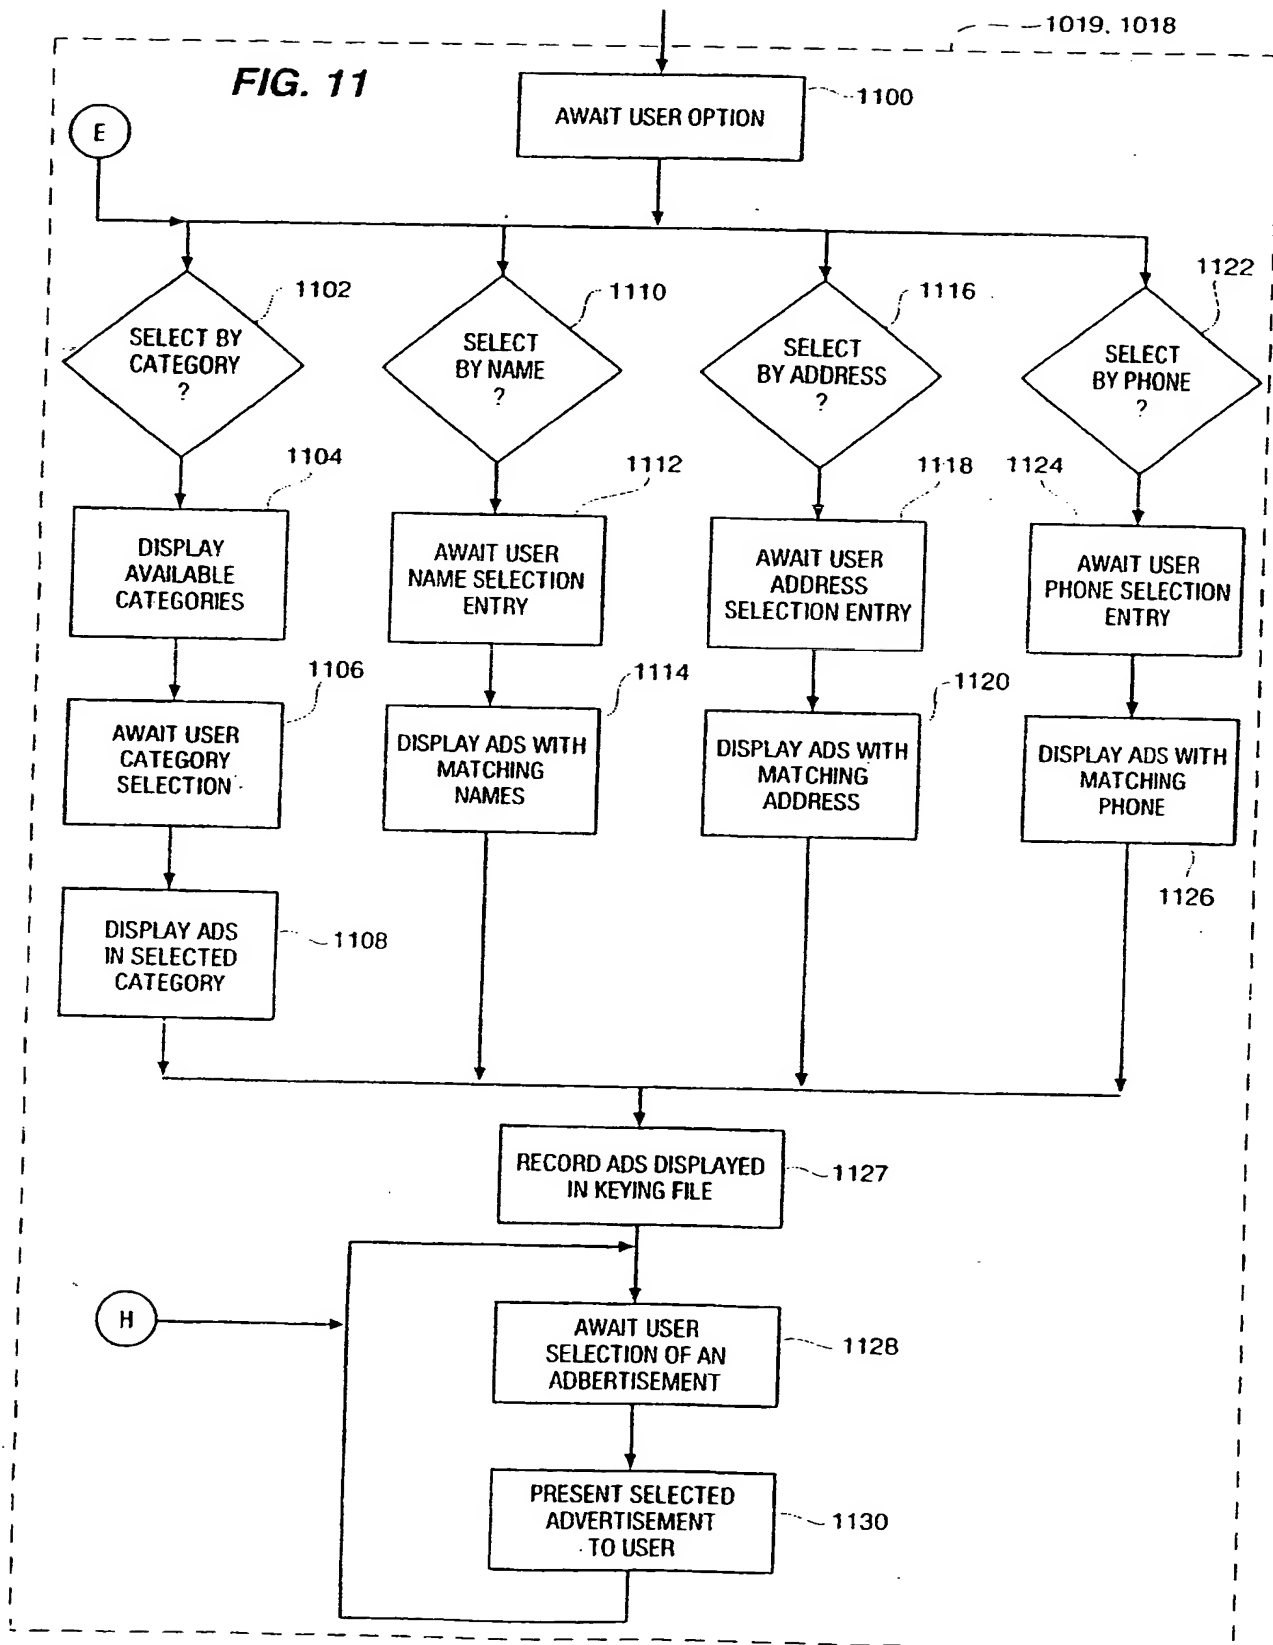 1019, 1018
FIG. 11
1100
AWAIT USER OPTION
E
1102
SELECT BY
CATEGORY
?
1110
SELECT
BY NAME
?
1116
SELECT
BY ADDRESS
?
1122
SELECT
BY PHONE
?
1104
DISPLAY
AVAILABLE
CATEGORIES
1112
AWAIT USER
NAME SELECTION
ENTRY
1118
AWAIT USER
ADDRESS
SELECTION ENTRY
1124
AWAIT USER
PHONE SELECTION
ENTRY
1106
AWAIT USER
CATEGORY
SELECTION
1114
DISPLAY ADS WITH
MATCHING
NAMES
1120
DISPLAY ADS WITH
MATCHING
ADDRESS
DISPLAY ADS WITH
MATCHING
PHONE
1126
DISPLAY ADS
IN SELECTED
CATEGORY
1108
RECORD ADS DISPLAYED
IN KEYING FILE
1127
H
AWAIT USER
SELECTION OF AN
ADBERTISEMENT
1128
PRESENT SELECTED
ADVERTISEMENT
TO USER
1130